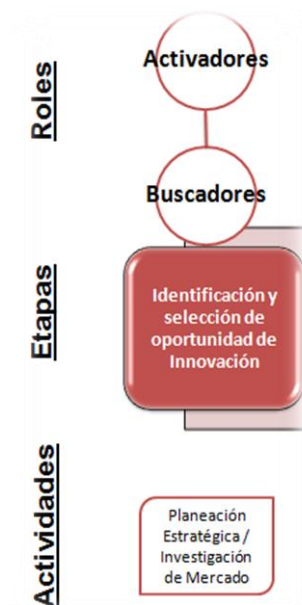 Roles
Activadores
Buscadores
Etapas
Identificación y
selección de
oportunidad de
Innovación
Actividades
Planeación
Estratégica /
Investigación
de Mercado